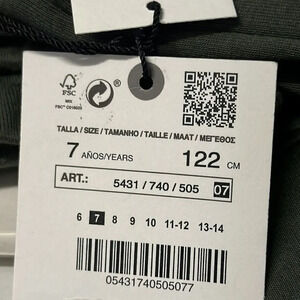 FSC
MIX
TALLA / SIZE / TAMANHO / TAILLE / MAAT / ΜΕΓΕΘΟΣ
7 AÑOS/YEARS 122 CM
ART.: 5431 / 740 / 505 07
6 7 8 9 10 11-12 13-14
05431740505077